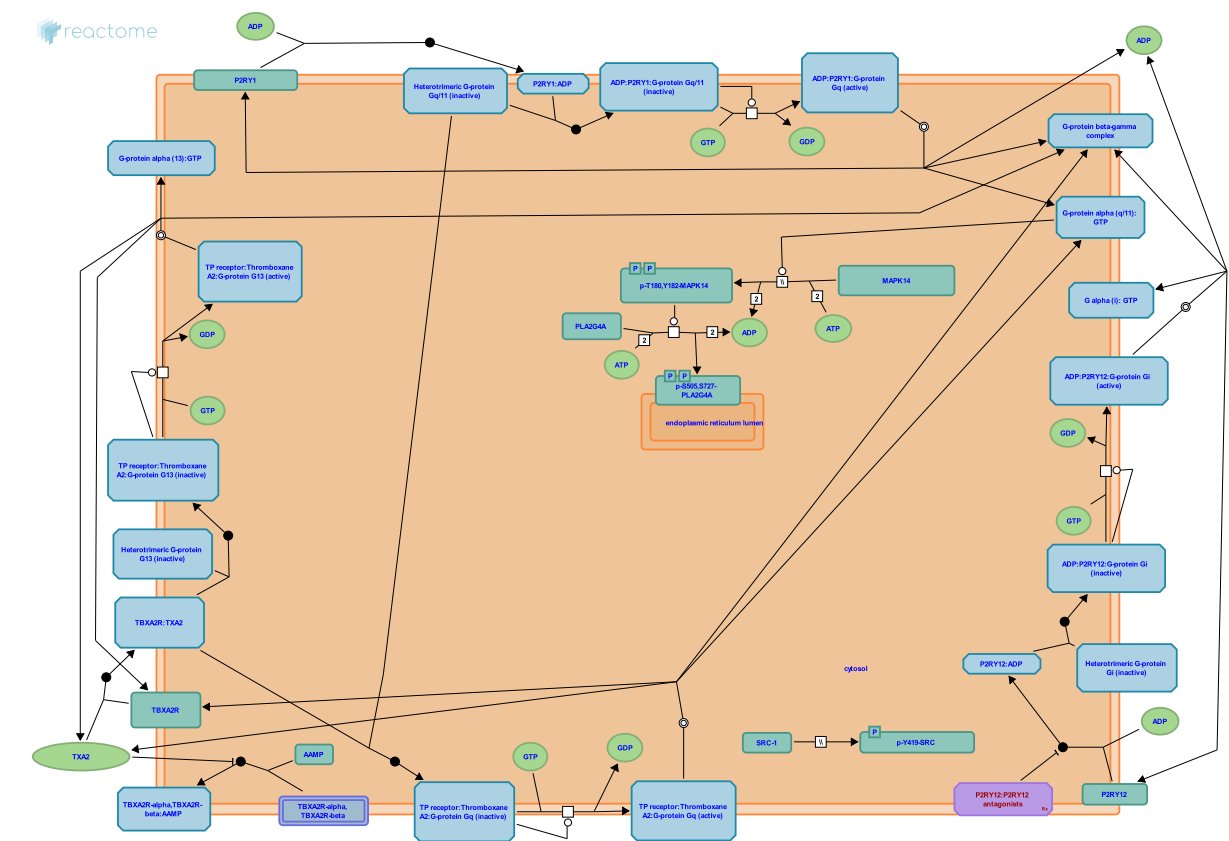 reactome
ADP
ADP
P2RY1
Heterotrimeric G-protein
Gq/11 (inactive)
P2RY1:ADP
ADP:P2RY1:G-protein Gq/11
(inactive)
ADP:P2RY1:G-protein
Gq (active)
GTP
GDP
G-protein beta-gamma
complex
G-protein alpha (13):GTP
G-protein alpha (q/11):
GTP
TP receptor:Thromboxane
A2:G-protein G13 (active)
P
P
p-T180,Y182-MAPK14
\\
MAPK14
2
2
G alpha (i): GTP
PLA2G4A
2
2
ADP
ATP
GDP
ATP
P
P
p-S505,S727-
PLA2G4A
ADP:P2RY12:G-protein Gi
(active)
GTP
endoplasmic reticulum lumen
GDP
TP receptor:Thromboxane
A2:G-protein G13 (inactive)
GTP
Heterotrimeric G-protein
G13 (inactive)
ADP:P2RY12:G-protein Gi
(inactive)
TBXA2R:TXA2
cytosol
P2RY12:ADP
Heterotrimeric G-protein
Gi (inactive)
TBXA2R
ADP
TXA2
AAMP
GTP
GDP
SRC-1
\\
P
p-Y419-SRC
TBXA2R-alpha,TBXA2R-
beta:AAMP
TBXA2R-alpha,
TBXA2R-beta
TP receptor:Thromboxane
A2:G-protein Gq (inactive)
TP receptor:Thromboxane
A2:G-protein Gq (active)
P2RY12:P2RY12
antagonists
Rx
P2RY12